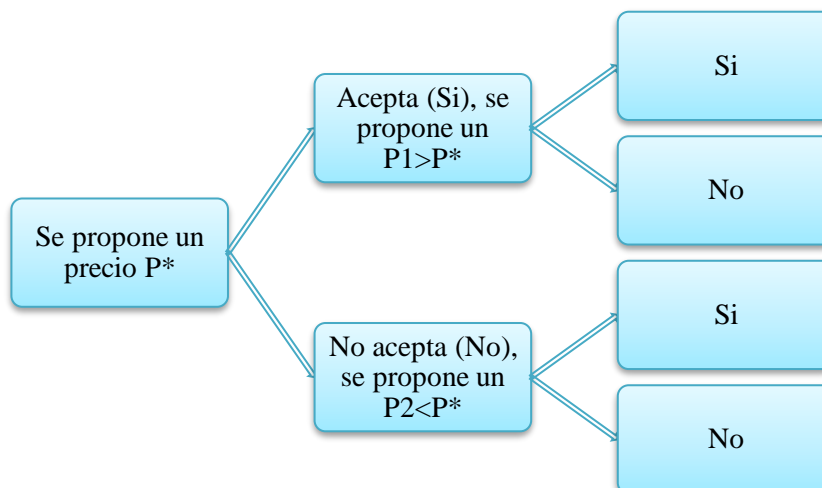 Se propone un
precio P*
Acepta (Si), se
propone un
P1>P*
Si
No
No acepta (No),
se propone un
P2<P*
Si
No